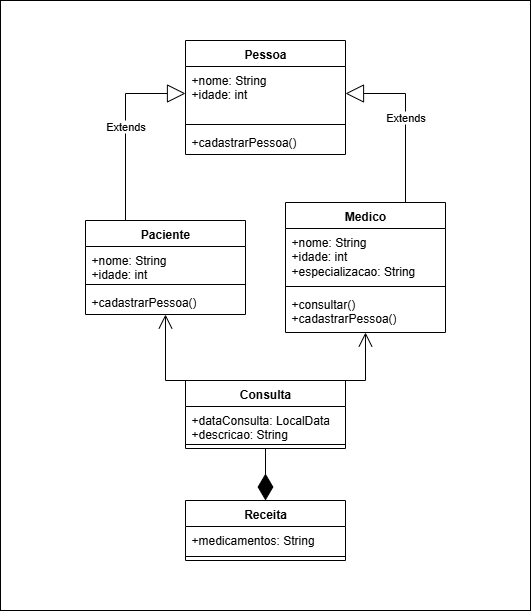 Pessoa
+nome: String
+idade: int
+cadastrarPessoa()
Extends
Extends
Paciente
+nome: String
+idade: int
+cadastrarPessoa()
Medico
+nome: String
+idade: int
+especializacao: String
+consultar()
+cadastrarPessoa()
Consulta
+dataConsulta: LocalData
+descricao: String
Receita
+medicamentos: String